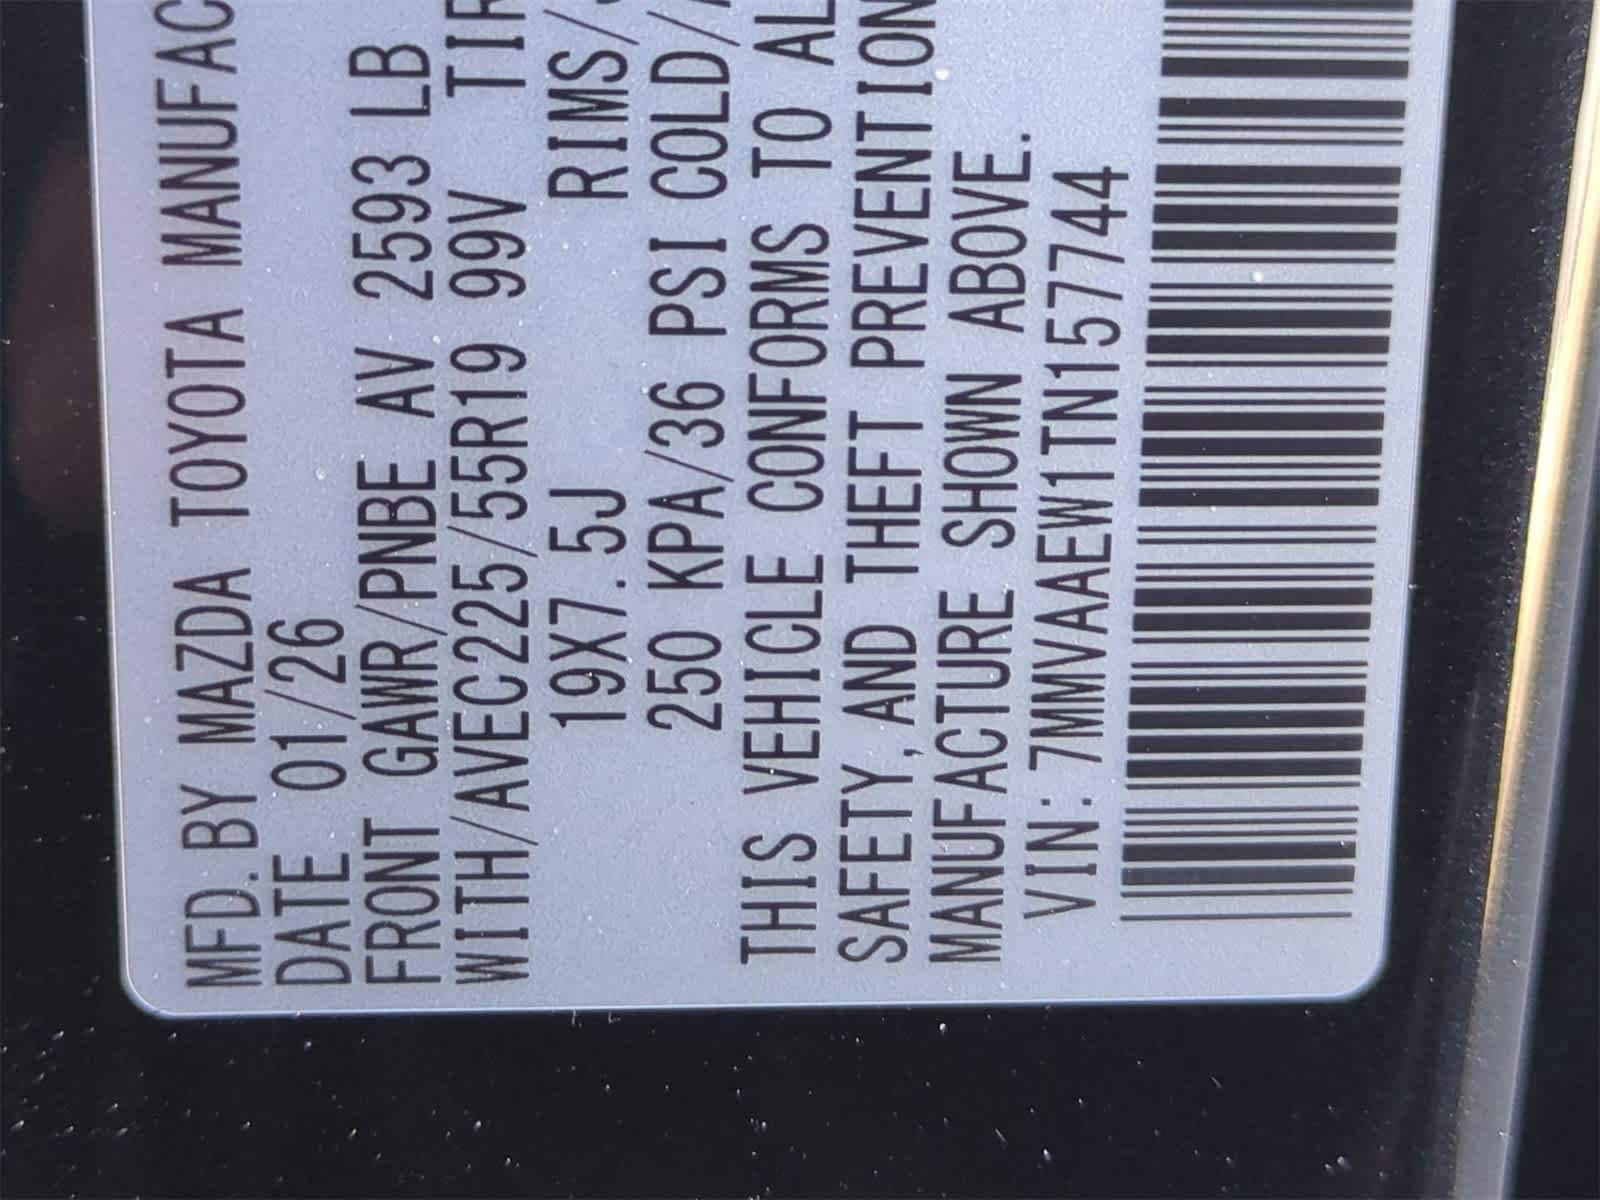 MFD.BY MAZDA TOYOTA MANUFAC
DATE 01/26
FRONT GAWR/PNBE AV 2593 LB
WITH/AVEC225/55R19 99V TIR
19X7.5J RIMS/
250 KPA/36 PSI COLD/
THIS VEHICLE CONFORMS TO AL
SAFETY,AND THEFT PREVENTION
MANUFACTURE SHOWN ABOVE.
VIN:7MMVAAEW1TN157744